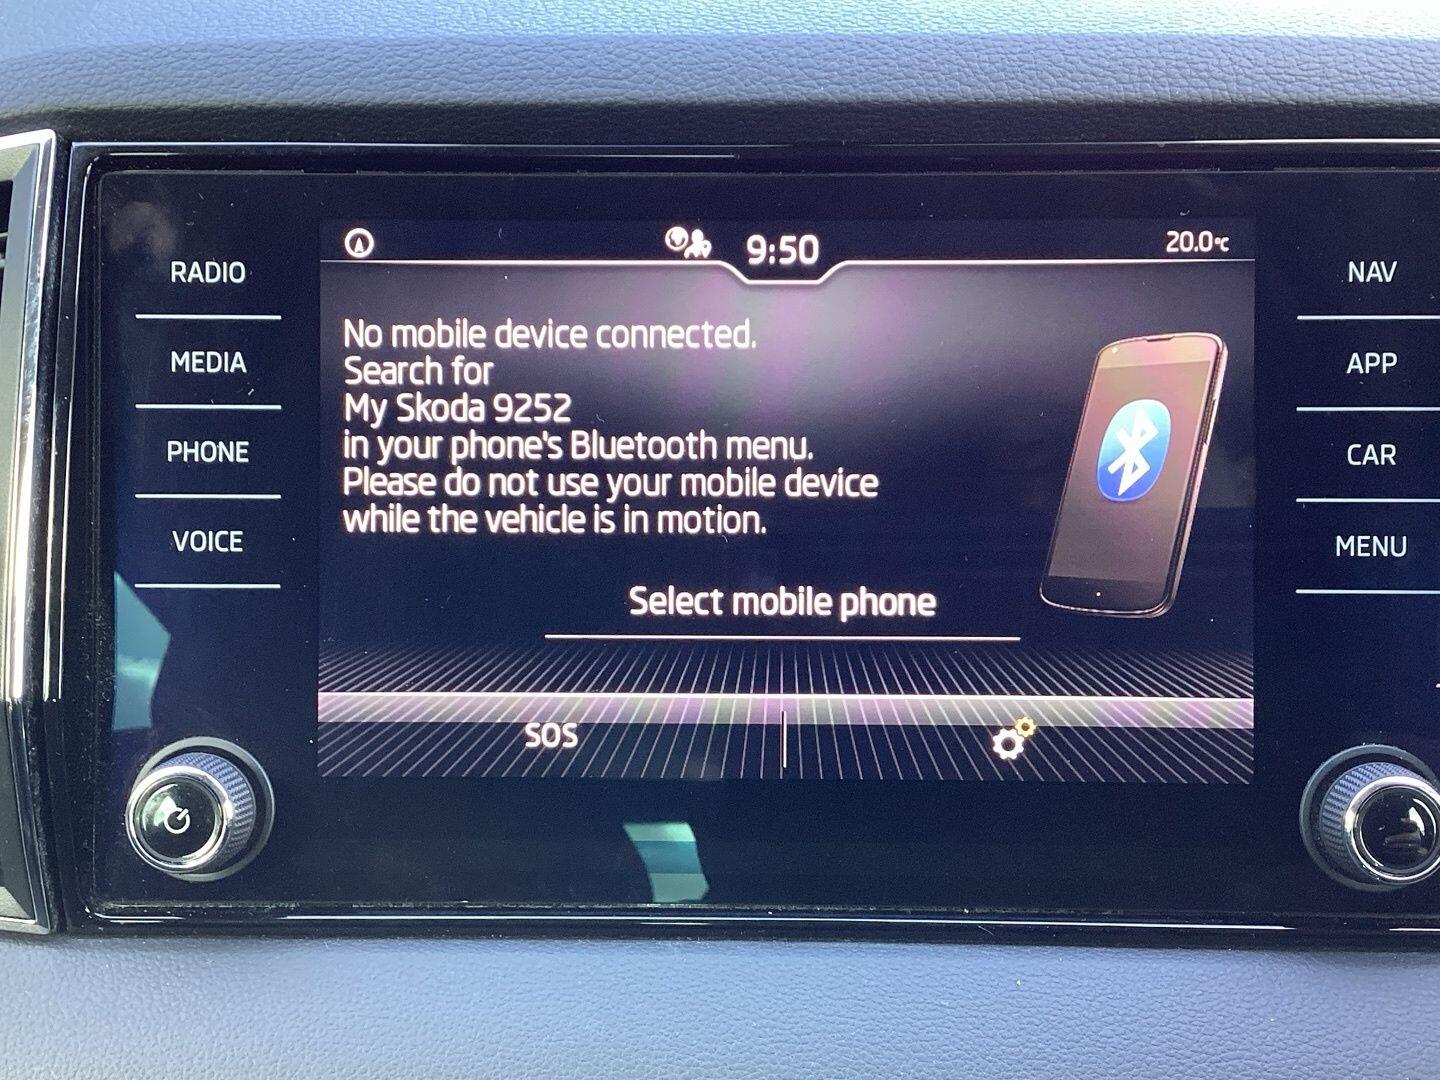 9:50
20.0°C
RADIO
MEDIA
PHONE
VOICE
No mobile device connected.
Search for
My Skoda 9252
in your phone's Bluetooth menu.
Please do not use your mobile device
while the vehicle is in motion.
Select mobile phone
SOS
NAV
APP
CAR
MENU